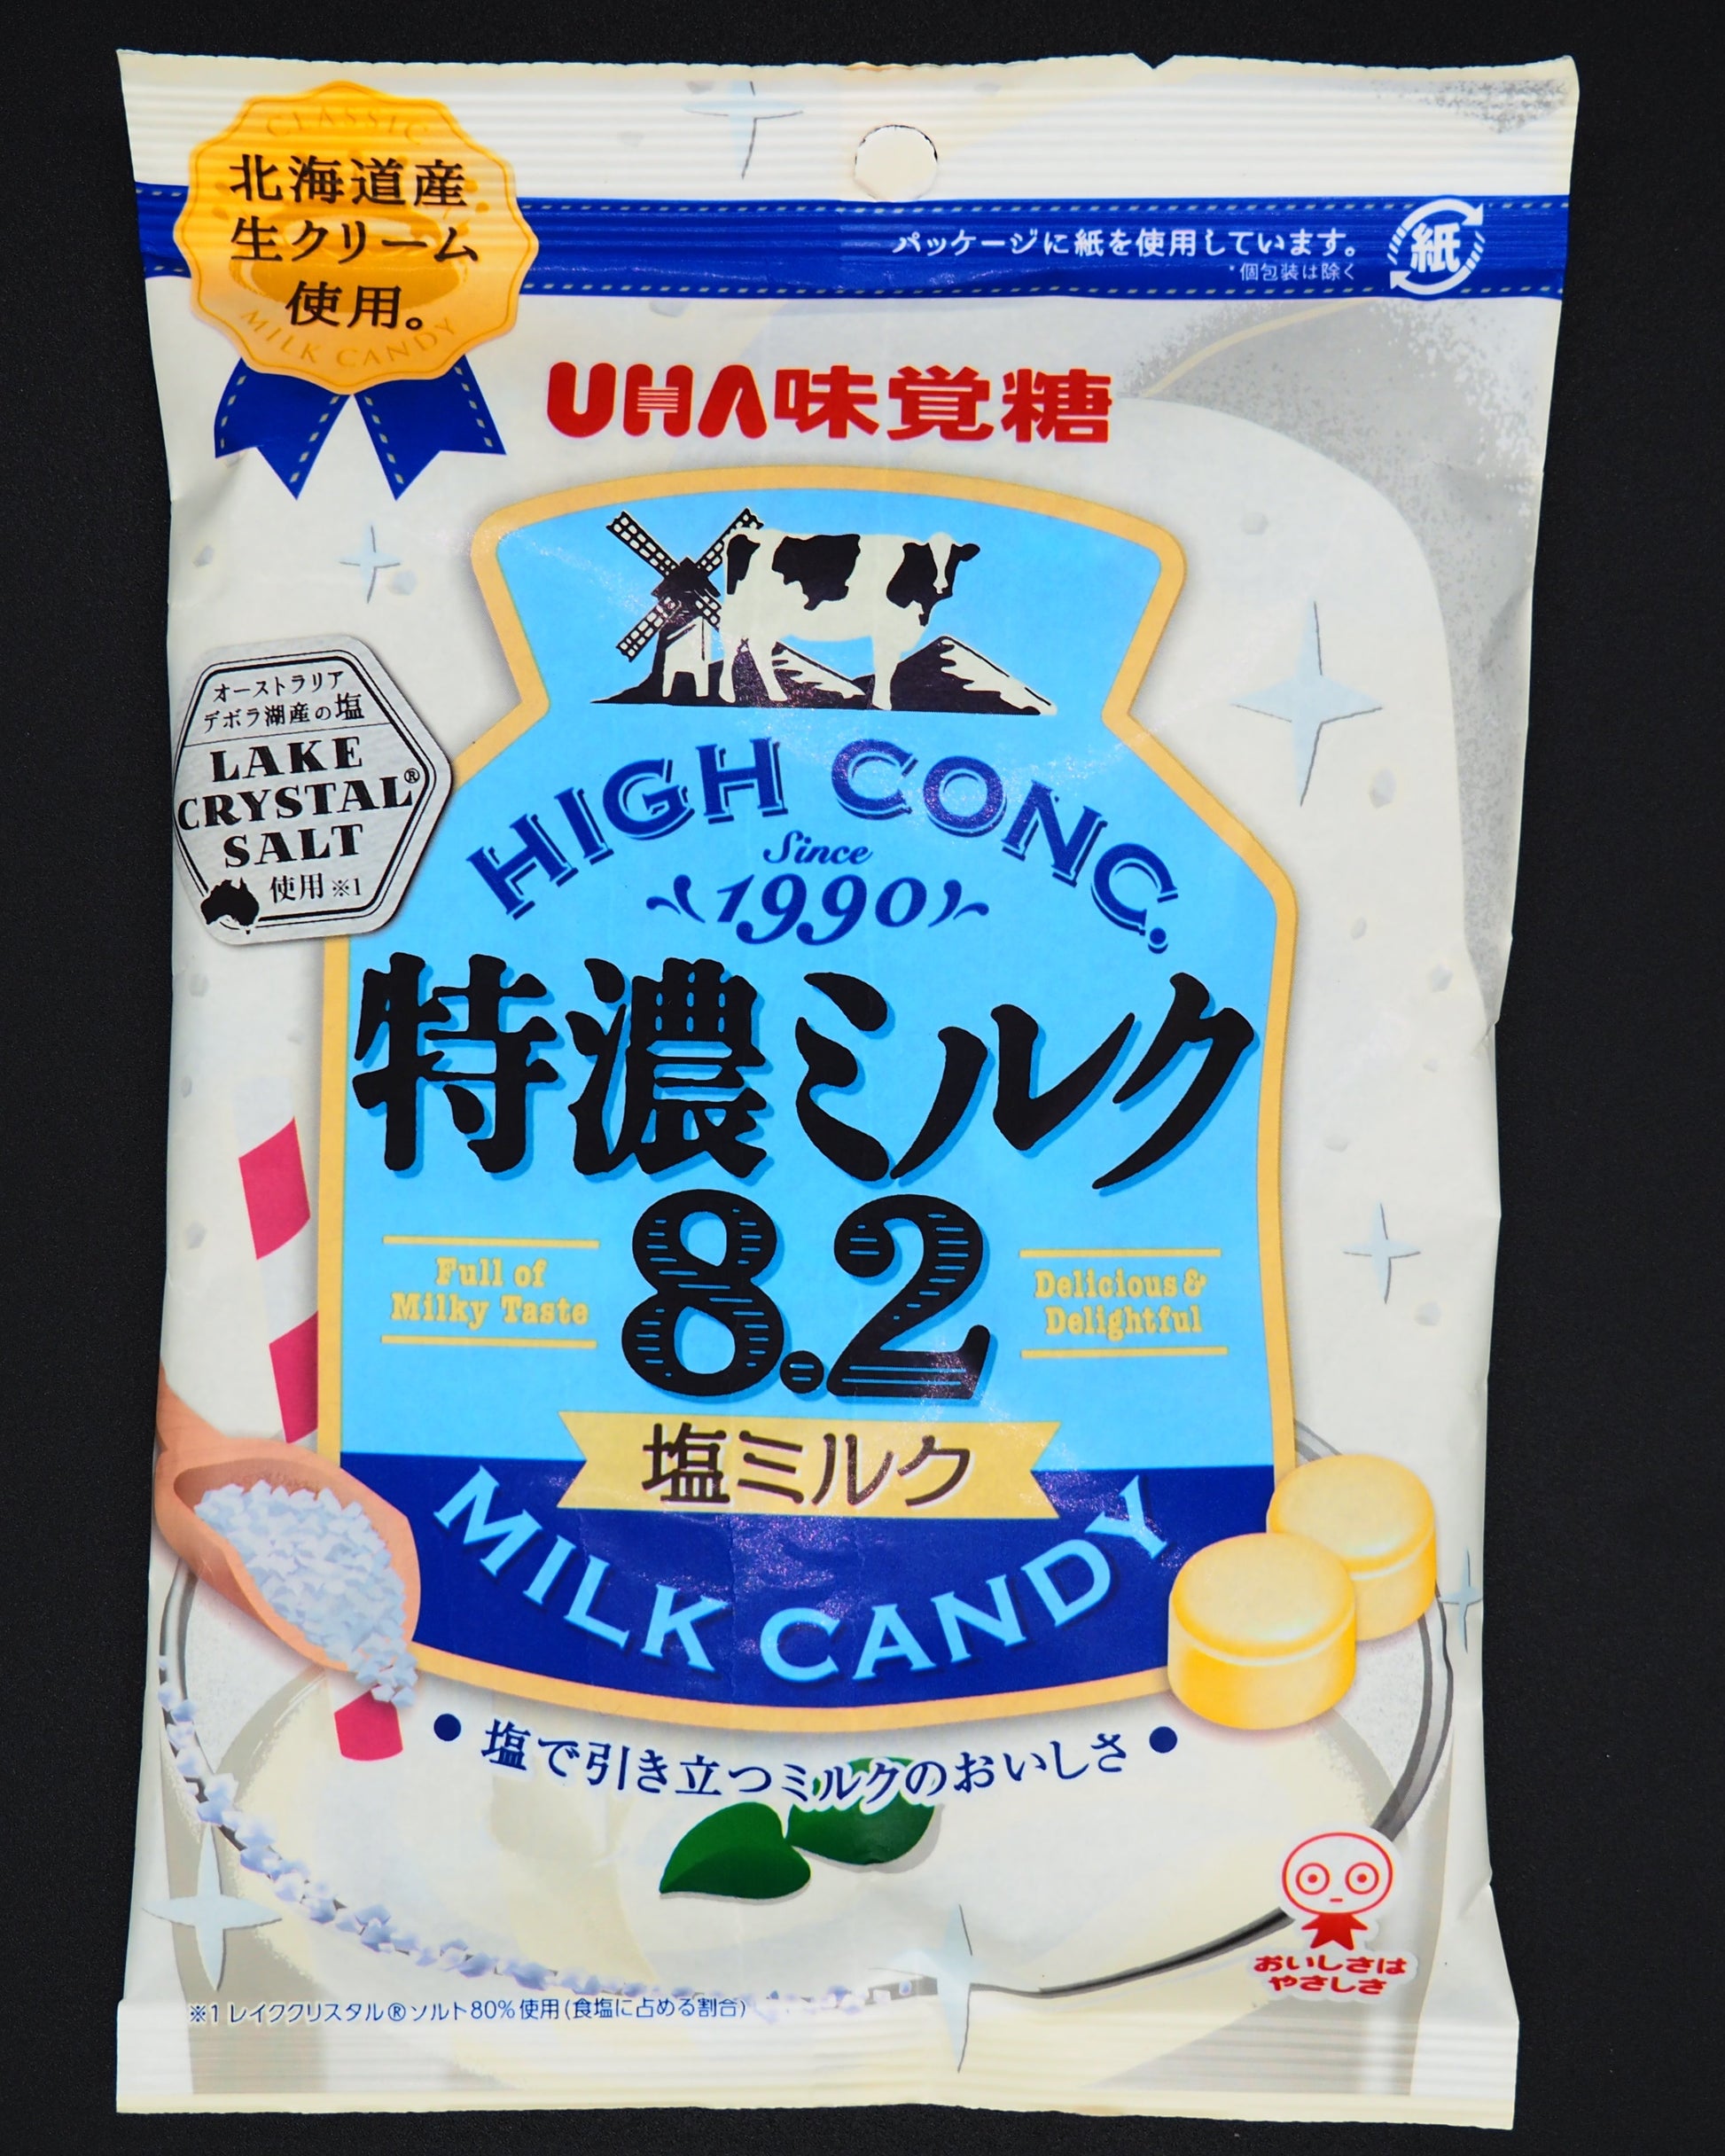 CLASSIC
北海道産
生クリーム
使用。
MILK CANDY
パッケージに紙を使用しています。
*個包装は除く
紙
UHA味覚糖
オーストラリア
デボラ湖産の塩
LAKE
CRYSTAL®
SALT
使用※1
HIGH CONC.
Since
1990
特濃ミルク
8.2
Full of
Milky Taste
Delicious &
Delightful
塩ミルク
MILK CANDY
● 塩で引き立つミルクのおいしさ ●
おいしさは
やさしさ
※1 レイククリスタル®ソルト80%使用(食塩に占める割合)